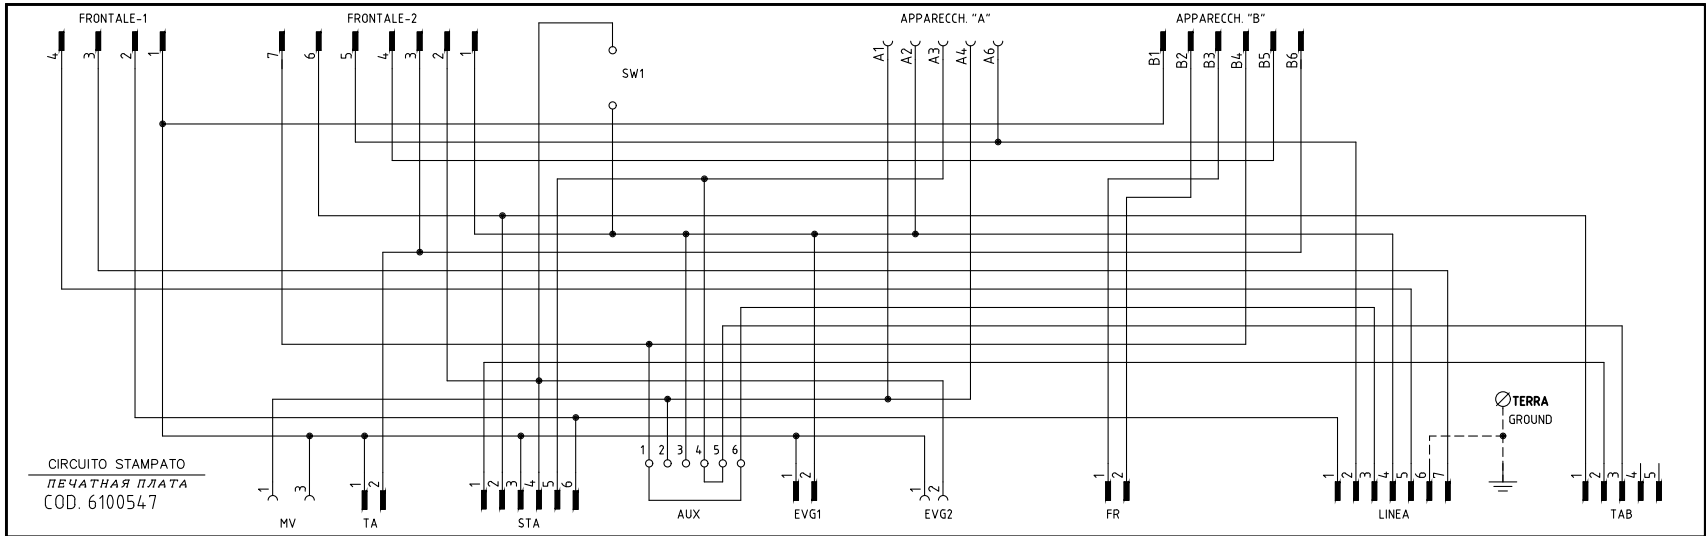 FRONTALE-1 FRONTALE-2 APPARECCH. "A" APPARECCH. "B"
4 3 2 1 7 6 5 4 3 2 1 A1 A2 A3 A4 A6 B1 B2 B3 B4 B5 B6
SW1
TERRA
GROUND
1 2 3 4 5 6
CIRCUITO STAMPATO
ПЕЧАТНАЯ ПЛАТА
COD. 6100547
1 3 1 2 1 2 3 4 5 6 1 2 1 2 1 2 1 2 3 4 5 6 7 1 2 3 4 5
MV TA STA AUX EVG1 EVG2 FR LINEA TAB